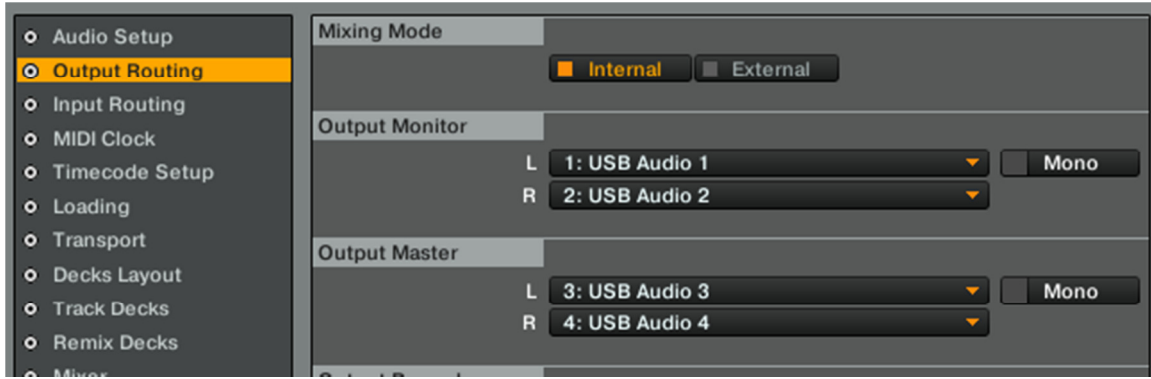 Audio Setup
Output Routing
Input Routing
MIDI Clock
Timecode Setup
Loading
Transport
Decks Layout
Track Decks
Remix Decks
Mixer
Mixing Mode
Internal External
Output Monitor
L 1: USB Audio 1 Mono
R 2: USB Audio 2
Output Master
L 3: USB Audio 3 Mono
R 4: USB Audio 4